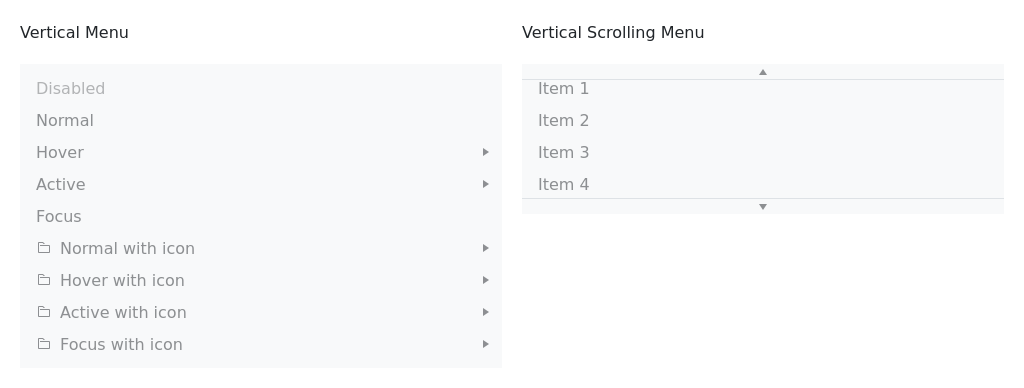 Vertical Menu
Disabled
Normal
Hover
Active
Focus
Normal with icon
Hover with icon
Active with icon
Focus with icon
Vertical Scrolling Menu
Item 1
Item 2
Item 3
Item 4